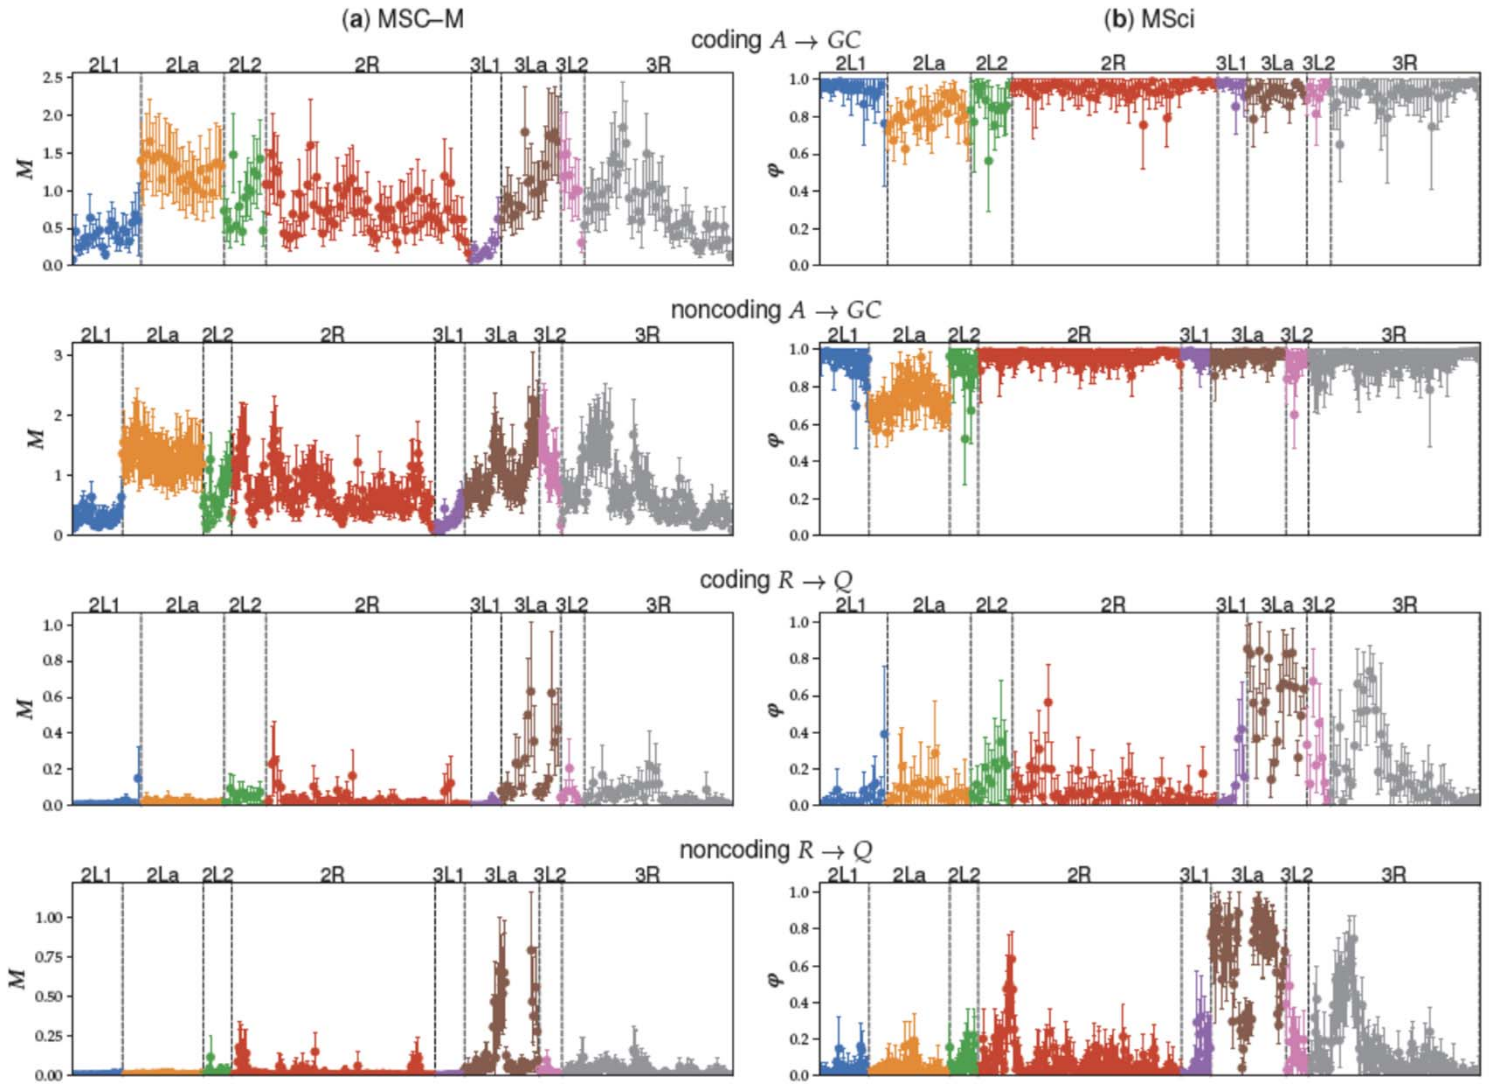 (a) MSC–M (b) MSci
coding A → GC
2L1 2La 2L2 2R 3L1 3La 3L2 3R 2L1 2La 2L2 2R 3L1 3La 3L2 3R
2.5
2.0
1.5
1.0
0.5
0.0
M
1.0
0.8
0.6
0.4
0.2
0.0
φ
noncoding A → GC
2L1 2La 2L2 2R 3L1 3La 3L2 3R 2L1 2La 2L2 2R 3L1 3La 3L2 3R
3
2
1
0
M
1.0
0.8
0.6
0.4
0.2
0.0
φ
coding R → Q
2L1 2La 2L2 2R 3L1 3La 3L2 3R 2L1 2La 2L2 2R 3L1 3La 3L2 3R
1.0
0.8
0.6
0.4
0.2
0.0
M
1.0
0.8
0.6
0.4
0.2
0.0
φ
noncoding R → Q
2L1 2La 2L2 2R 3L1 3La 3L2 3R 2L1 2La 2L2 2R 3L1 3La 3L2 3R
1.00
0.75
0.50
0.25
0.00
M
1.0
0.8
0.6
0.4
0.2
0.0
φ